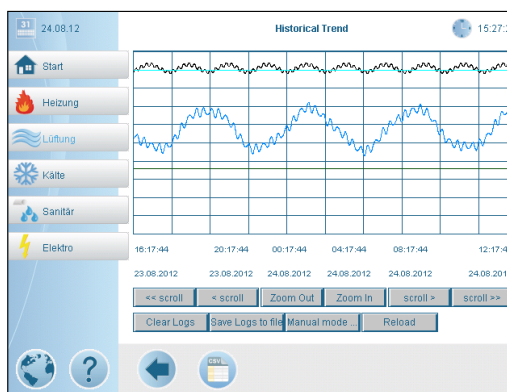 31
24.08.12
Historical Trend
15:27:
Start
Heizung
Lüftung
Kälte
Sanitär
Elektro
16:17:44 20:17:44 00:17:44 04:17:44 08:17:44 12:17:4
23.08.2012 23.08.2012 24.08.2012 24.08.2012 24.08.2012 24.08.201
<< scroll < scroll Zoom Out Zoom In scroll > scroll >>
Clear Logs Save Logs to file Manual mode ... Reload
?
CSV